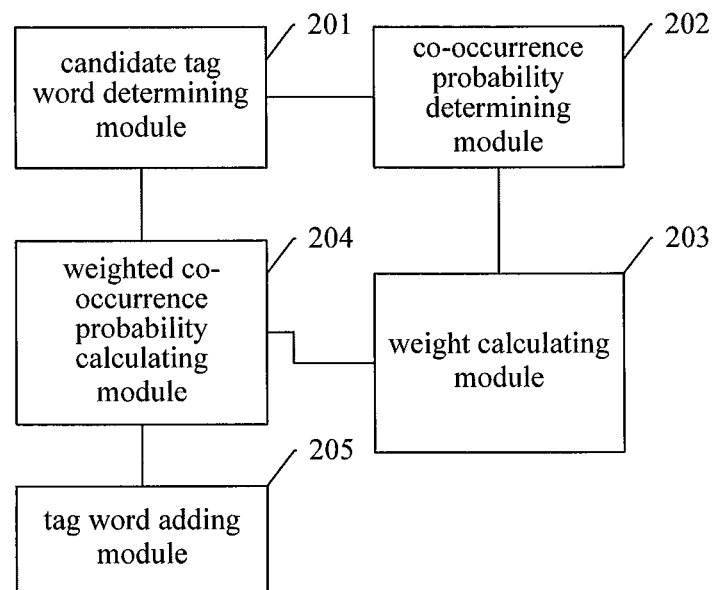 201
candidate tag
word determining
module
202
co-occurrence
probability
determining
module
204
weighted co-
occurrence
probability
calculating
module
203
weight calculating
module
205
tag word adding
module